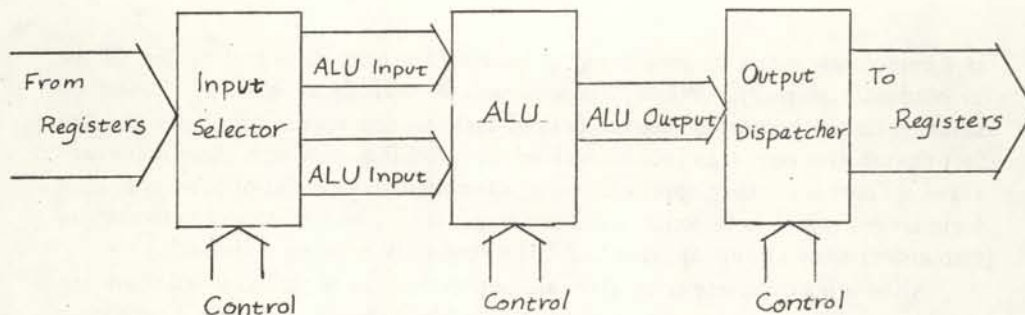 From
Registers
Input
Selector
ALU Input
ALU Input
ALU
ALU Output
Output
Dispatcher
To
Registers
Control
Control
Control